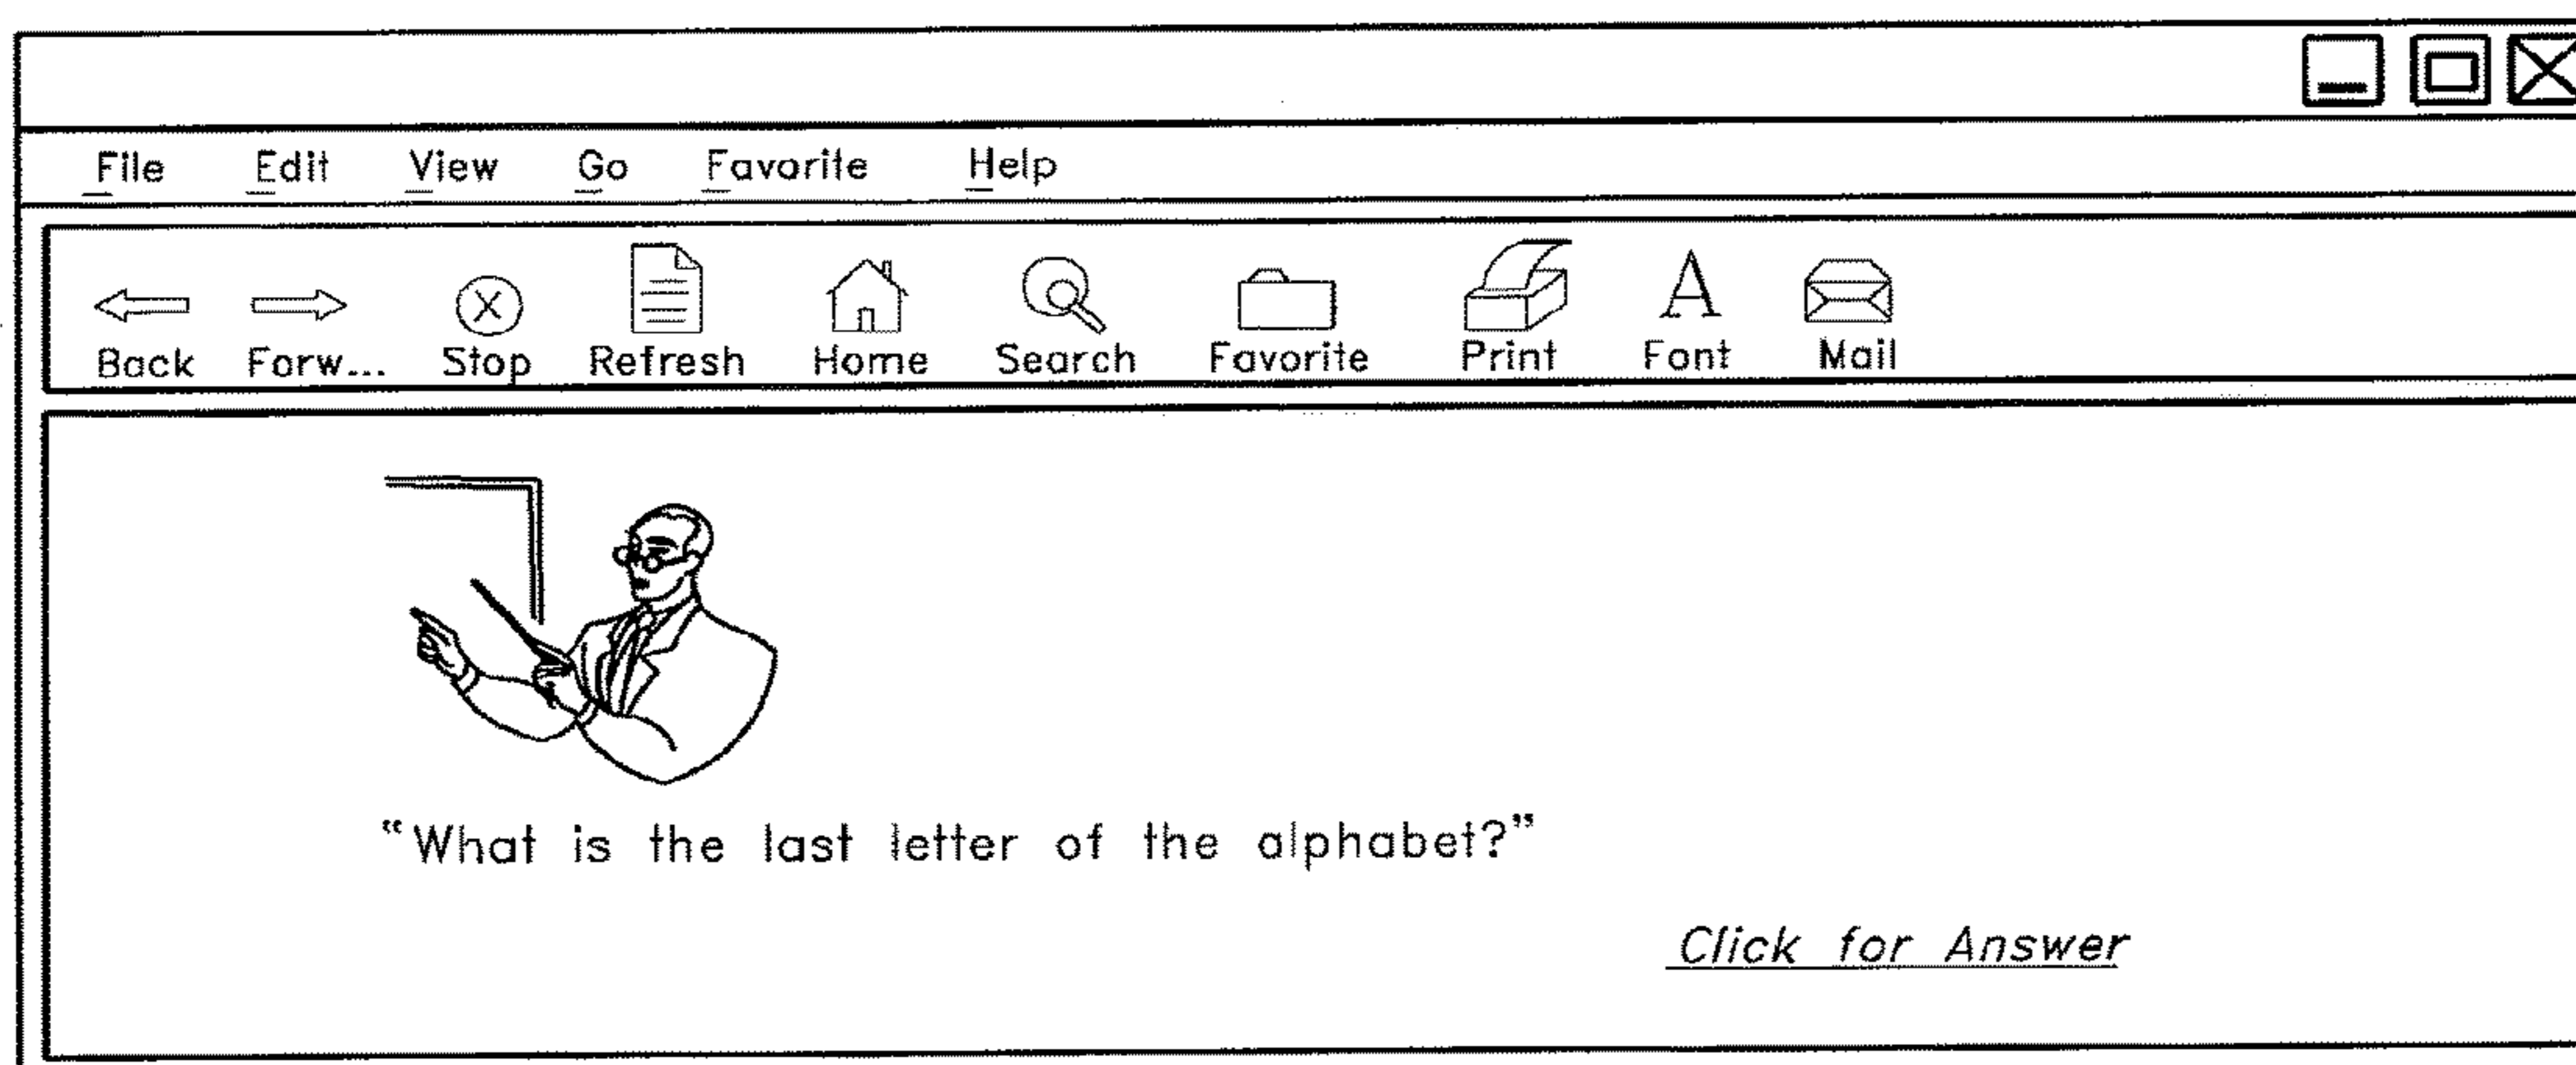 File Edit View Go Favorite Help
Back Forw... Stop Refresh Home Search Favorite Print Font Mail
“What is the last letter of the alphabet?”
Click for Answer